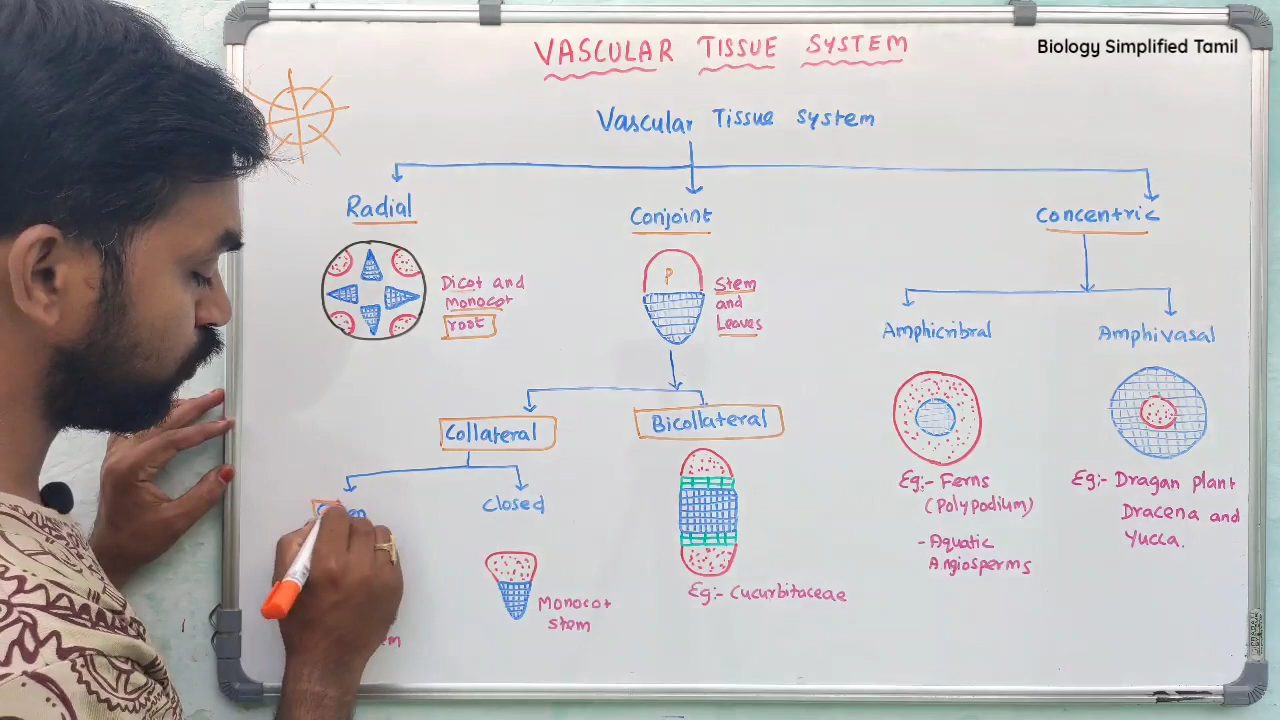 VASCULAR TISSUE SYSTEM
Biology Simplified Tamil
Vascular Tissue System
Radial
Conjoint
Concentric
Dicot and
Monocot
root
P
Stem
and
Leaves
Amphicribral
Amphivasal
Collateral
Bicollateral
Closed
Monocot
stem
Eg:- Cucurbitaceae
Eg:- Ferns
(Polypodium)
- Aquatic
Angiosperms
Eg:- Dragan plant
Dracena and
Yucca.